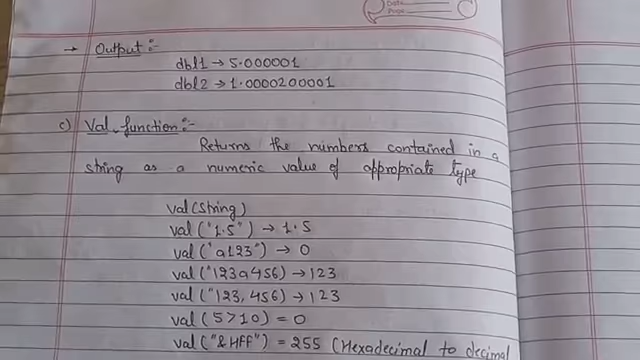 Date
Page
→ Output :-
dbl1 → 5.000001
dbl2 → 1.0000200001
c) Val function :-
Returns the numbers contained in a
string as a numeric value of appropriate type
Val(String)
val("1.5") → 1.5
val("a123") → 0
val("123a456) → 123
val("123,456) → 123
val(5>10) = 0
val("&HFF") = 255 (Hexadecimal to decimal